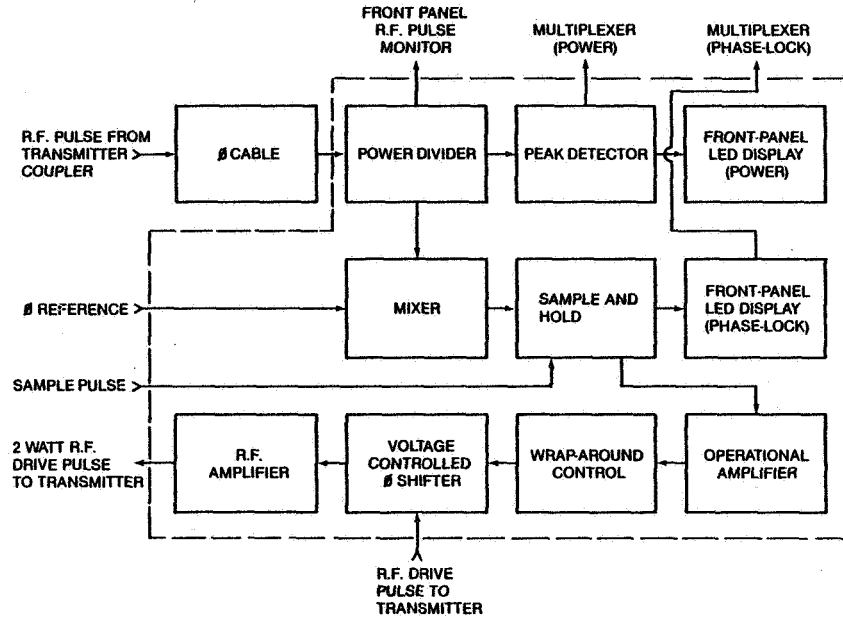 FRONT PANEL
R.F. PULSE
MONITOR
MULTIPLEXER
(POWER)
MULTIPLEXER
(PHASE-LOCK)
R.F. PULSE FROM
TRANSMITTER
COUPLER
Ø CABLE
POWER DIVIDER
PEAK DETECTOR
FRONT-PANEL
LED DISPLAY
(POWER)
Ø REFERENCE
MIXER
SAMPLE AND
HOLD
FRONT-PANEL
LED DISPLAY
(PHASE-LOCK)
SAMPLE PULSE
2 WATT R.F.
DRIVE PULSE
TO TRANSMITTER
R.F.
AMPLIFIER
VOLTAGE
CONTROLLED
Ø SHIFTER
WRAP-AROUND
CONTROL
OPERATIONAL
AMPLIFIER
R.F. DRIVE
PULSE TO
TRANSMITTER